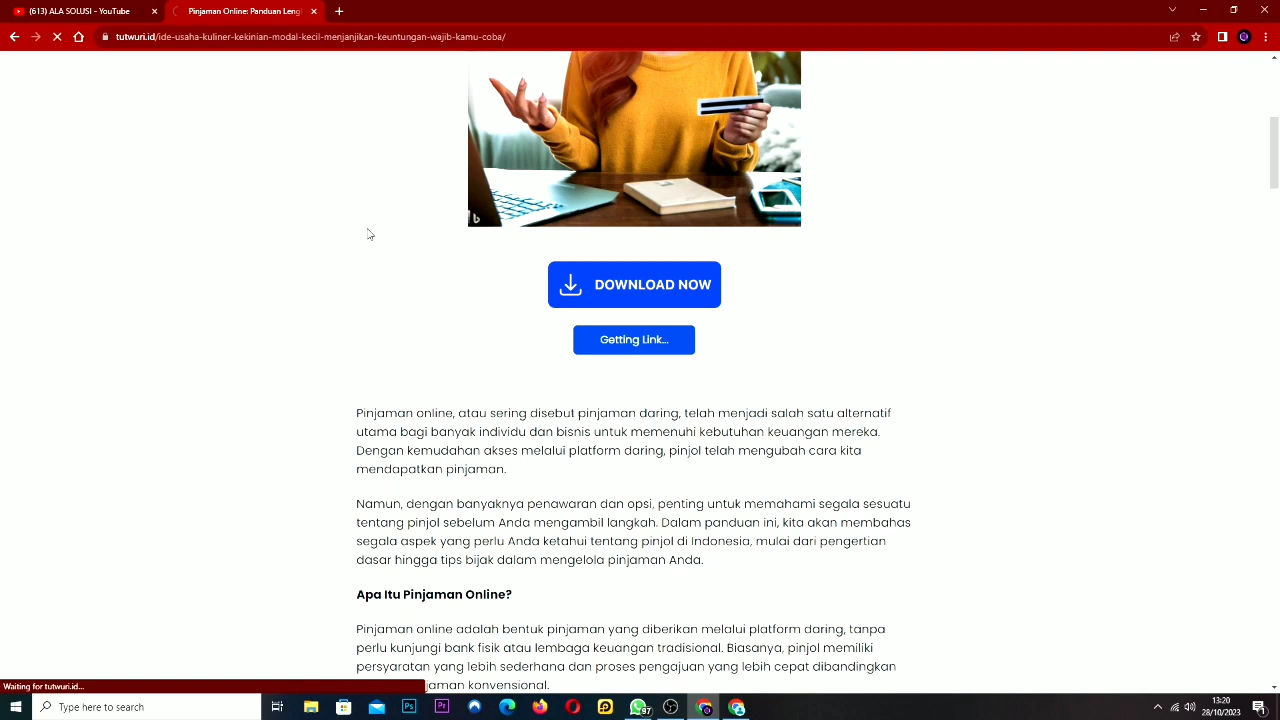 (613) ALA SOLUSI - YouTube
Pinjaman Online: Panduan Lengk
tutwuri.id/ide-usaha-kuliner-kekinian-modal-kecil-menjanjikan-keuntungan-wajib-kamu-coba/
b
DOWNLOAD NOW
Getting Link...
Pinjaman online, atau sering disebut pinjaman daring, telah menjadi salah satu alternatif
utama bagi banyak individu dan bisnis untuk memenuhi kebutuhan keuangan mereka.
Dengan kemudahan akses melalui platform daring, pinjol telah mengubah cara kita
mendapatkan pinjaman.
Namun, dengan banyaknya penawaran dan opsi, penting untuk memahami segala sesuatu
tentang pinjol sebelum Anda mengambil langkah. Dalam panduan ini, kita akan membahas
segala aspek yang perlu Anda ketahui tentang pinjol di Indonesia, mulai dari pengertian
dasar hingga tips bijak dalam mengelola pinjaman Anda.
Apa Itu Pinjaman Online?
Pinjaman online adalah bentuk pinjaman yang diberikan melalui platform daring, tanpa
perlu kunjungi bank fisik atau lembaga keuangan tradisional. Biasanya, pinjol memiliki
persyaratan yang lebih sederhana dan proses pengajuan yang lebih cepat dibandingkan
jaman konvensional.
Waiting for tutwuri.id...
Type here to search
Ps
Pr
97
13:20
28/10/2023
1